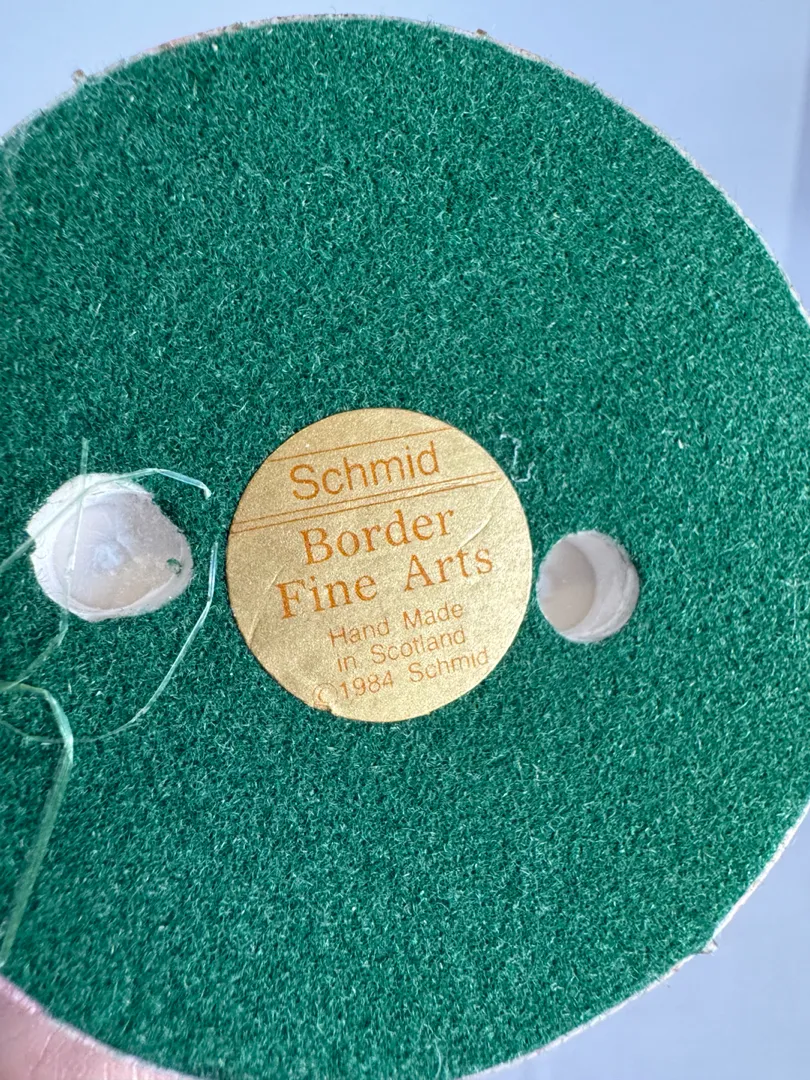 Schmid
Border
Fine Arts
Hand Made
in Scotland
©1984 Schmid